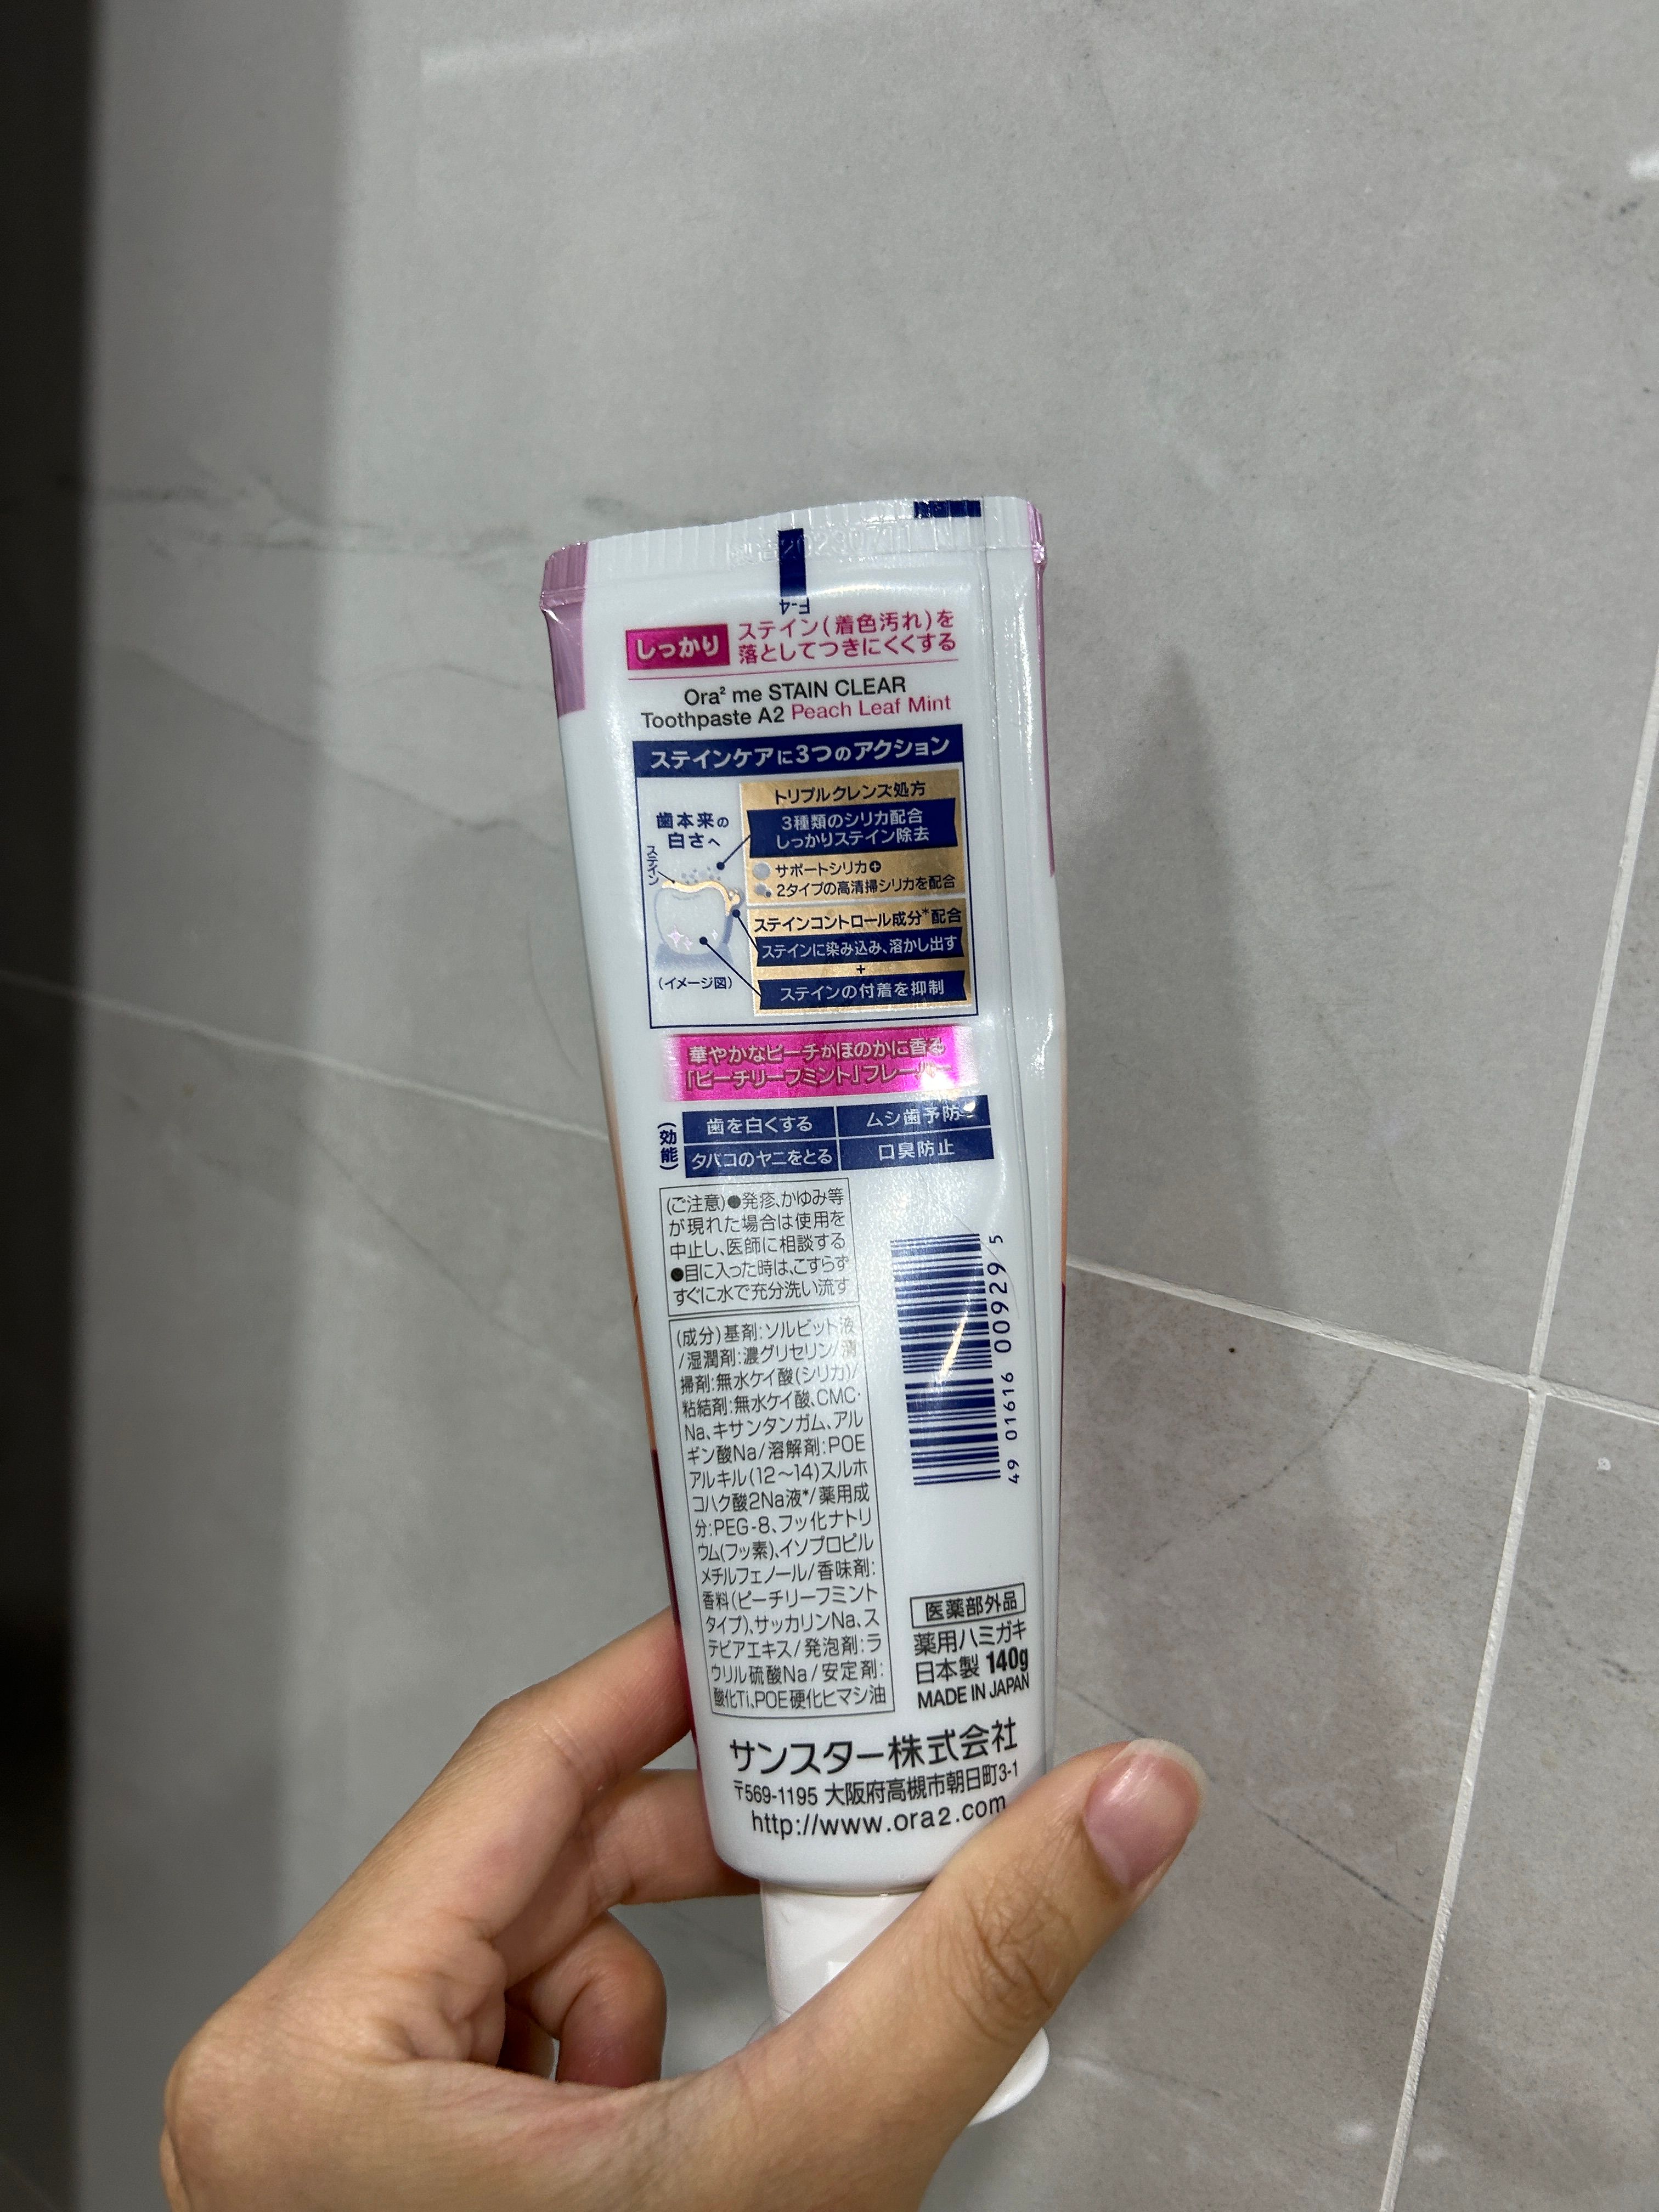 製造20230711
F-4
しっかり
ステイン(着色汚れ)を
落としてつきにくくする
Ora² me STAIN CLEAR
Toothpaste A2 Peach Leaf Mint
ステインケアに3つのアクション
歯本来の
白さへ
ステイン
(イメージ図)
トリプルクレンズ処方
3種類のシリカ配合
しっかりステイン除去
サポートシリカ+
2タイプの高清掃シリカを配合
ステインコントロール成分*配合
ステインに染み込み、溶かし出す
+
ステインの付着を抑制
華やかなピーチがほのかに香る
「ピーチリーフミント」フレーバー
(効能)
歯を白くする
ムシ歯予防
タバコのヤニをとる
口臭防止
(ご注意)●発疹、かゆみ等
が現れた場合は使用を
中止し、医師に相談する
●目に入った時は、こすらず
すぐに水で充分洗い流す
(成分)基剤:ソルビット液
/湿潤剤:濃グリセリン/清
掃剤:無水ケイ酸(シリカ)/
粘結剤:無水ケイ酸、CMC・
Na、キサンタンガム、アル
ギン酸Na/溶解剤:POE
アルキル(12〜14)スルホ
コハク酸2Na液*/薬用成
分:PEG-8、フッ化ナトリ
ウム(フッ素)、イソプロピル
メチルフェノール/香味剤:
香料(ピーチリーフミント
タイプ)、サッカリンNa、ス
テビアエキス/発泡剤:ラ
ウリル硫酸Na/安定剤:
酸化Ti、POE硬化ヒマシ油
49 01616 00929 5
医薬部外品
薬用ハミガキ
日本製 140g
MADE IN JAPAN
サンスター株式会社
〒569-1195 大阪府高槻市朝日町3-1
http://www.ora2.com